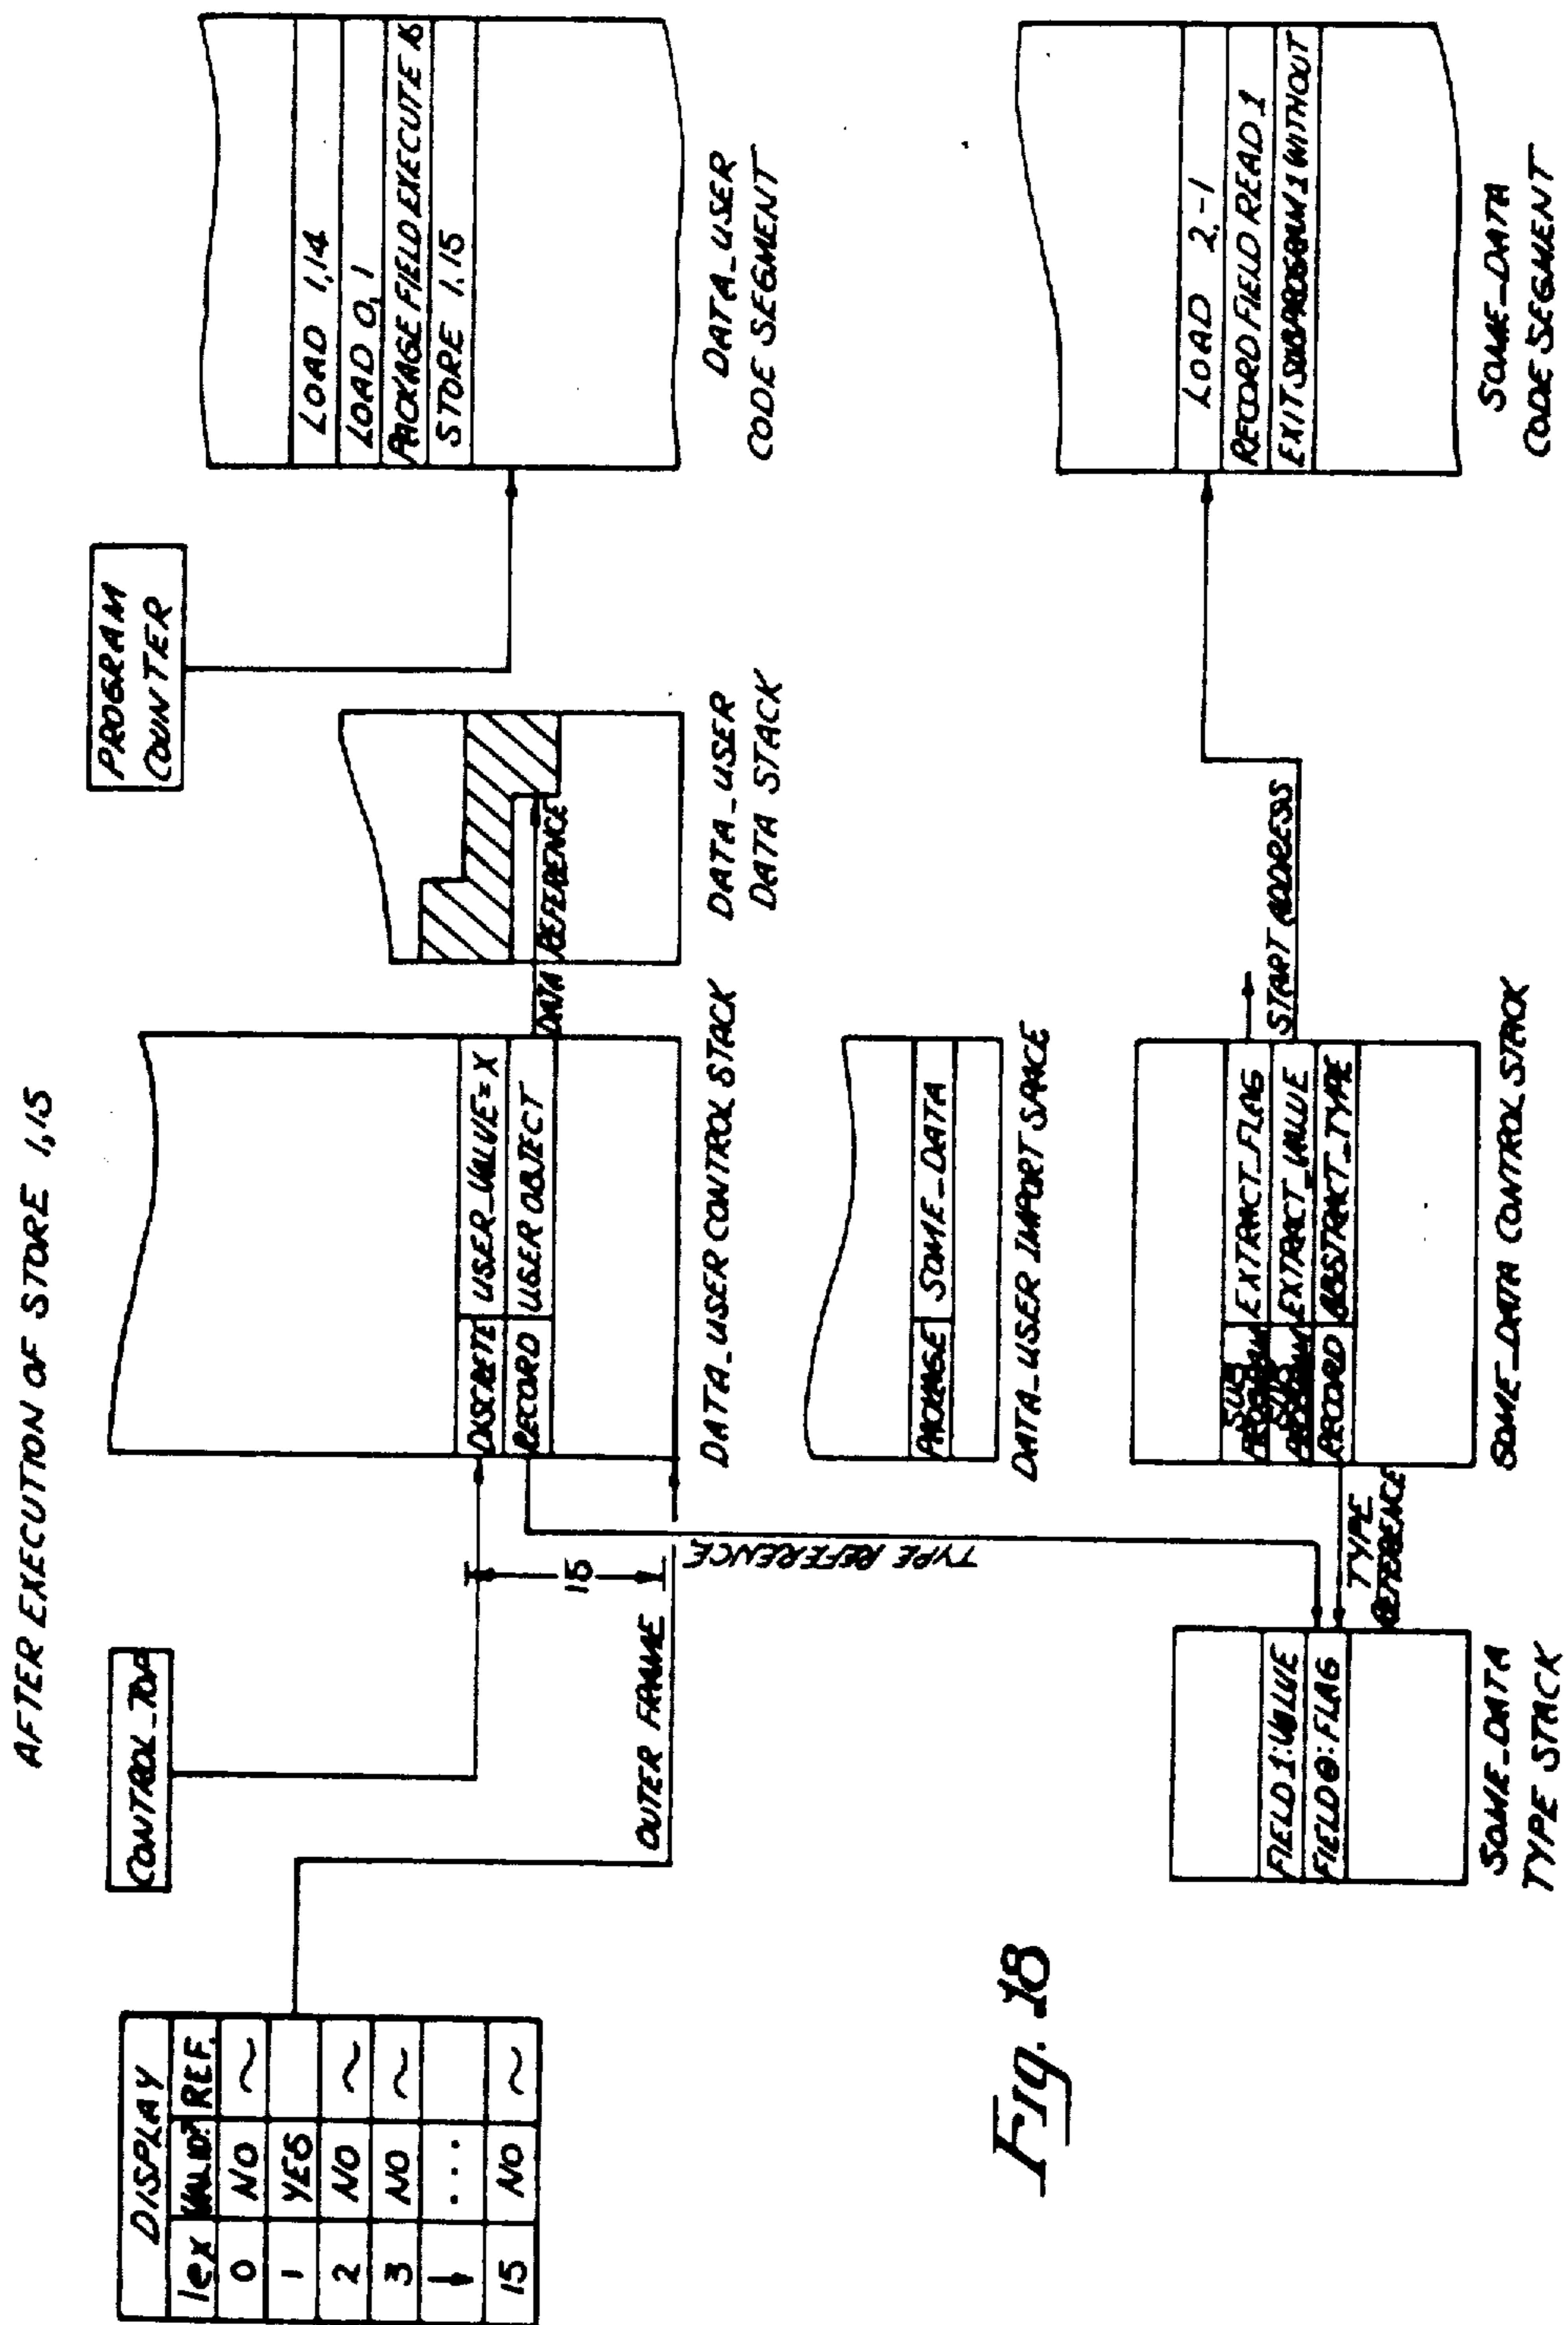 AFTER EXECUTION OF STORE 1,15
DISPLAY
lex VALID? REF.
0 NO ~
1 YES
2 NO ~
3 NO ~
↓ ...
15 NO ~
CONTROL_TOP
15
OUTER FRAME
TYPE REFERENCE
DISCRETE USER_VALUE=X
RECORD USER OBJECT
DATA_USER CONTROL STACK
DATA REFERENCE
DATA_USER
DATA STACK
PROGRAM
COUNTER
LOAD 1,14
LOAD 0,1
PACKAGE FIELD EXECUTE 15
STORE 1,15
DATA_USER
CODE SEGMENT
PACKAGE SOME_DATA
DATA_USER IMPORT SPACE
FIELD 1:VALUE
FIELD 0:FLAG
SOME_DATA
TYPE STACK
TYPE
REFERENCE
SUB
PROGRAM EXTRACT_FLAG
SUB
PROGRAM EXTRACT_VALUE
RECORD ABSTRACT_TYPE
SOME_DATA CONTROL STACK
START ADDRESS
LOAD 2,-1
RECORD FIELD READ 1
EXIT SUBPROGRAM 1 WITHOUT
SOME_DATA
CODE SEGMENT
Fig. 18